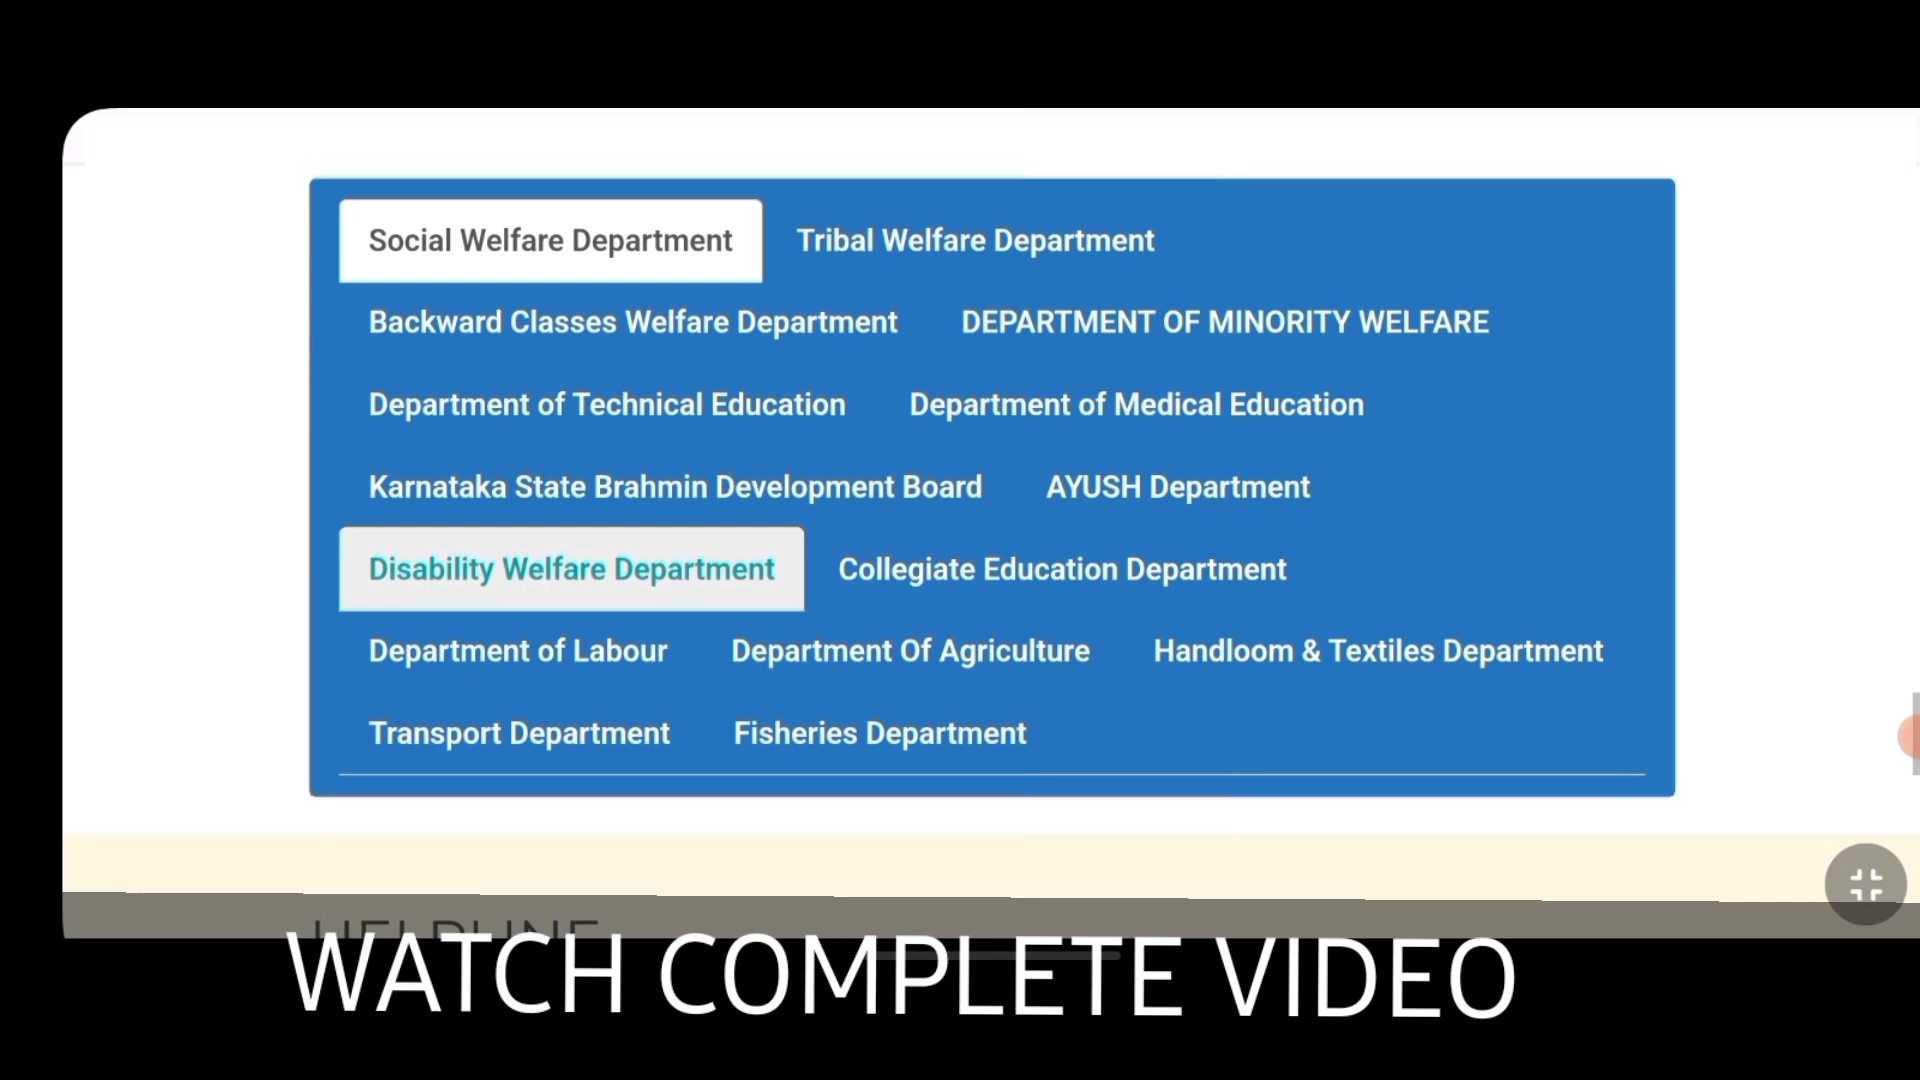 Social Welfare Department Tribal Welfare Department
Backward Classes Welfare Department DEPARTMENT OF MINORITY WELFARE
Department of Technical Education Department of Medical Education
Karnataka State Brahmin Development Board AYUSH Department
Disability Welfare Department Collegiate Education Department
Department of Labour Department Of Agriculture Handloom & Textiles Department
Transport Department Fisheries Department
HELPLINE
WATCH COMPLETE VIDEO